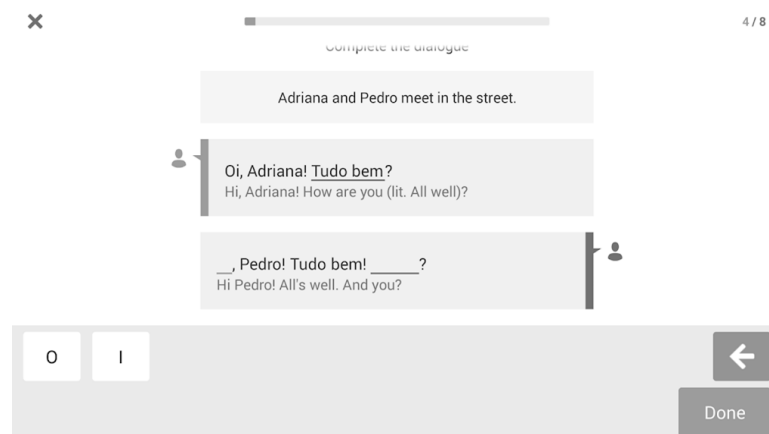 4 / 8
Complete the dialogue
Adriana and Pedro meet in the street.
Oi, Adriana! Tudo bem?
Hi, Adriana! How are you (lit. All well)?
__, Pedro! Tudo bem! ______?
Hi Pedro! All's well. And you?
O I
Done